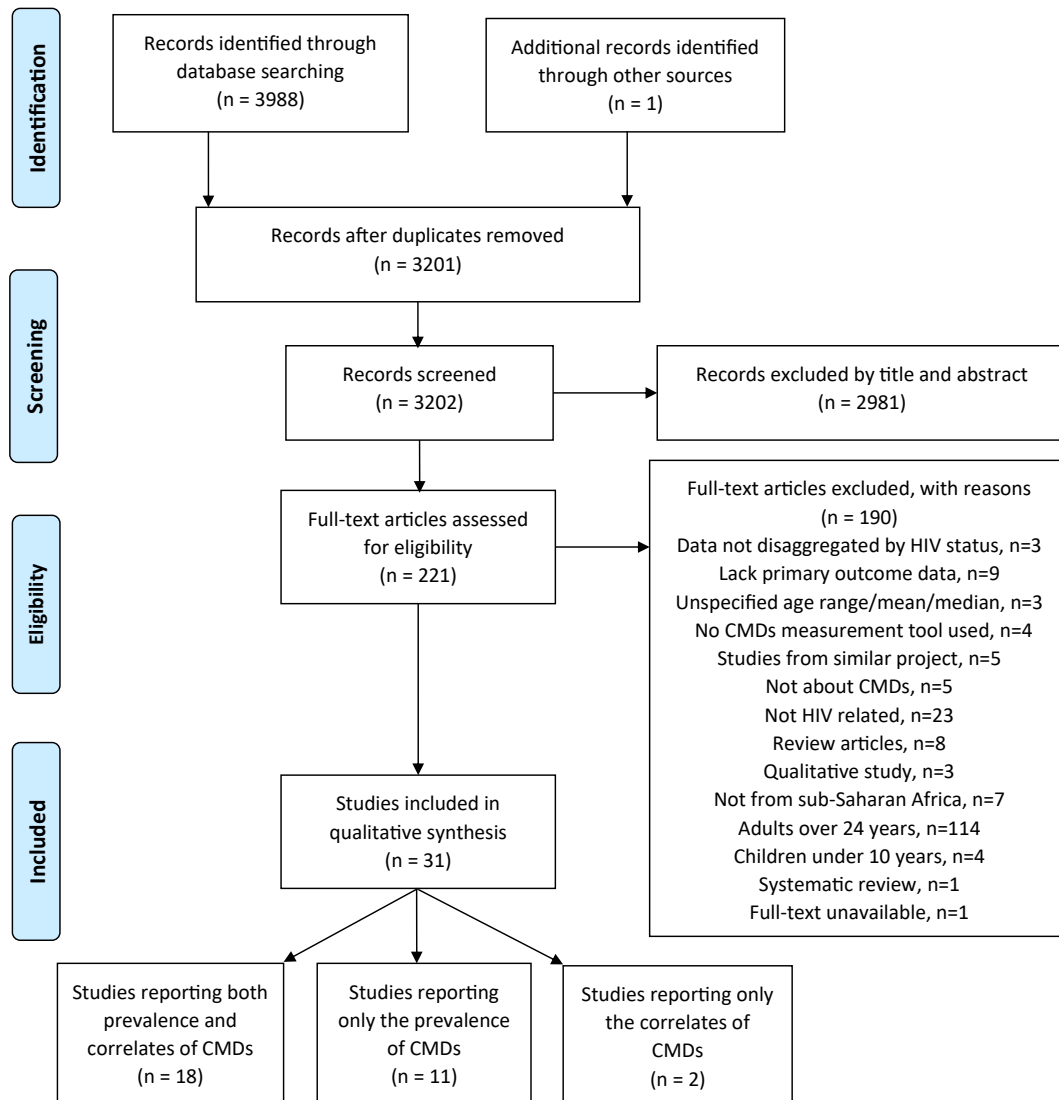 Identification
Records identified through
database searching
(n = 3988)
Additional records identified
through other sources
(n = 1)
Records after duplicates removed
(n = 3201)
Screening
Records screened
(n = 3202)
Records excluded by title and abstract
(n = 2981)
Eligibility
Full-text articles assessed
for eligibility
(n = 221)
Full-text articles excluded, with reasons
(n = 190)
Data not disaggregated by HIV status, n=3
Lack primary outcome data, n=9
Unspecified age range/mean/median, n=3
No CMDs measurement tool used, n=4
Studies from similar project, n=5
Not about CMDs, n=5
Not HIV related, n=23
Review articles, n=8
Qualitative study, n=3
Not from sub-Saharan Africa, n=7
Adults over 24 years, n=114
Children under 10 years, n=4
Systematic review, n=1
Full-text unavailable, n=1
Included
Studies included in
qualitative synthesis
(n = 31)
Studies reporting both
prevalence and
correlates of CMDs
(n = 18)
Studies reporting
only the prevalence
of CMDs
(n = 11)
Studies reporting only
the correlates of
CMDs
(n = 2)